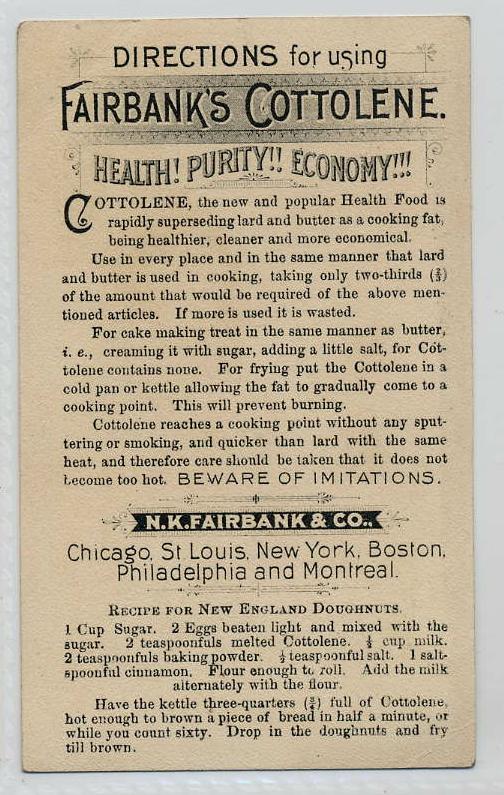 DIRECTIONS for using
FAIRBANK'S COTTOLENE.
HEALTH! PURITY!! ECONOMY!!!
COTTOLENE, the new and popular Health Food is
rapidly superseding lard and butter as a cooking fat,
being healthier, cleaner and more economical.
Use in every place and in the same manner that lard
and butter is used in cooking, taking only two-thirds (⅔)
of the amount that would be required of the above men-
tioned articles. If more is used it is wasted.
For cake making treat in the same manner as butter,
i. e., creaming it with sugar, adding a little salt, for Cot-
tolene contains none. For frying put the Cottolene in a
cold pan or kettle allowing the fat to gradually come to a
cooking point. This will prevent burning.
Cottolene reaches a cooking point without any sput-
tering or smoking, and quicker than lard with the same
heat, and therefore care should be taken that it does not
become too hot. BEWARE OF IMITATIONS.
N.K.FAIRBANK & CO.,
Chicago, St Louis, New York, Boston,
Philadelphia and Montreal.
RECIPE FOR NEW ENGLAND DOUGHNUTS.
1 Cup Sugar. 2 Eggs beaten light and mixed with the
sugar. 2 teaspoonfuls melted Cottolene. ½ cup milk.
2 teaspoonfuls baking powder. ½ teaspoonful salt. 1 salt-
spoonful cinnamon. Flour enough to roll. Add the milk
alternately with the flour.
Have the kettle three-quarters (¾) full of Cottolene,
hot enough to brown a piece of bread in half a minute, or
while you count sixty. Drop in the doughnuts and fry
till brown.